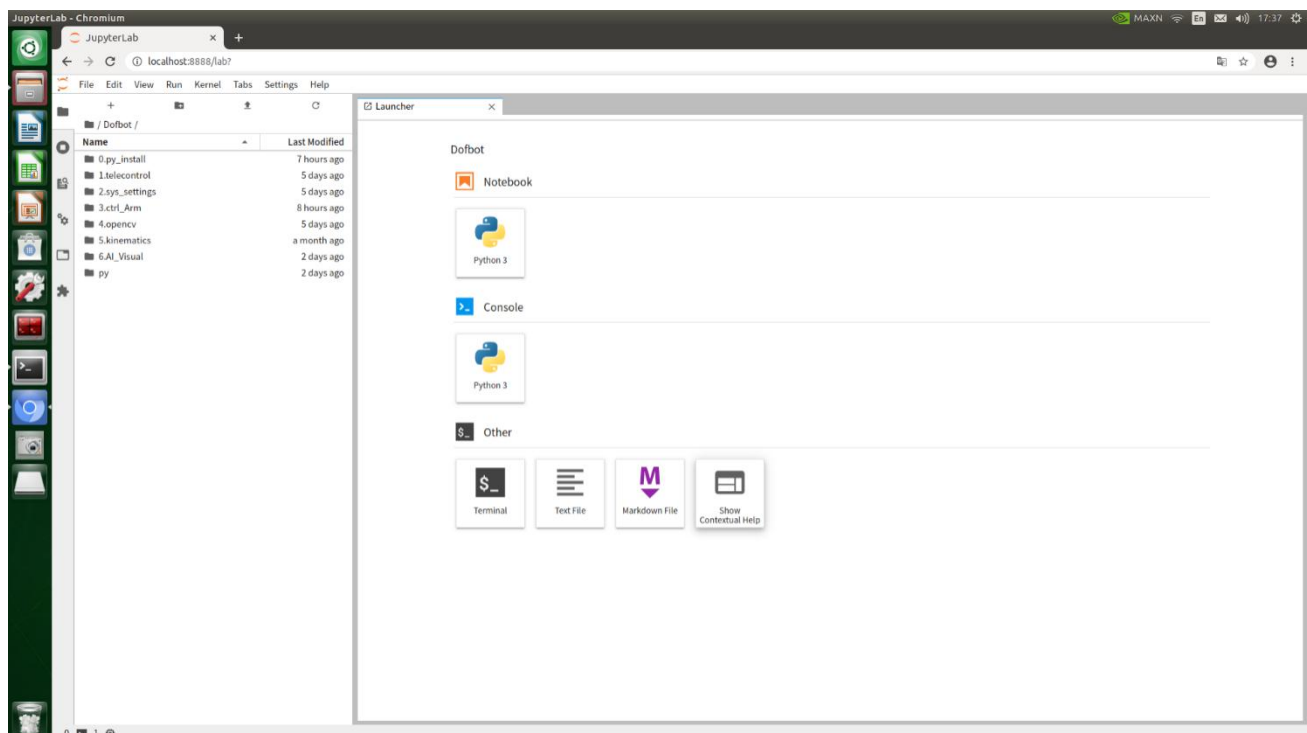 JupyterLab - Chromium
MAXN En 17:37
JupyterLab
localhost:8888/lab?
File Edit View Run Kernel Tabs Settings Help
Launcher
/ Dofbot /
Name Last Modified
0.py_install 7 hours ago
1.telecontrol 5 days ago
2.sys_settings 5 days ago
3.ctrl_Arm 8 hours ago
4.opencv 5 days ago
5.kinematics a month ago
6.AI_Visual 2 days ago
py 2 days ago
Dofbot
Notebook
Python 3
Console
Python 3
$_ Other
$_
M
Terminal
Text File
Markdown File
Show
Contextual Help